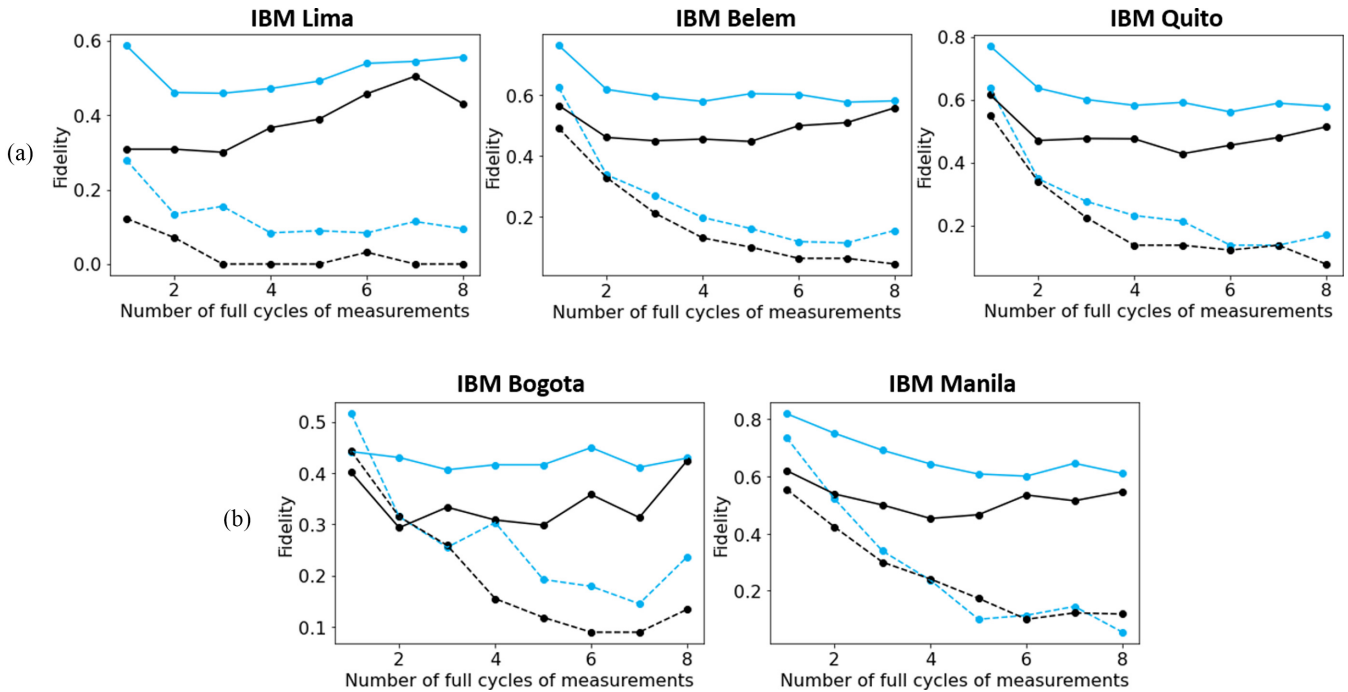 IBM Lima
IBM Belem
IBM Quito
(a)
Fidelity
0.6
0.4
0.2
0.0
2
4
6
8
Number of full cycles of measurements
Fidelity
0.6
0.4
0.2
2
4
6
8
Number of full cycles of measurements
Fidelity
0.8
0.6
0.4
0.2
2
4
6
8
Number of full cycles of measurements
IBM Bogota
IBM Manila
(b)
Fidelity
0.5
0.4
0.3
0.2
0.1
2
4
6
8
Number of full cycles of measurements
Fidelity
0.8
0.6
0.4
0.2
2
4
6
8
Number of full cycles of measurements